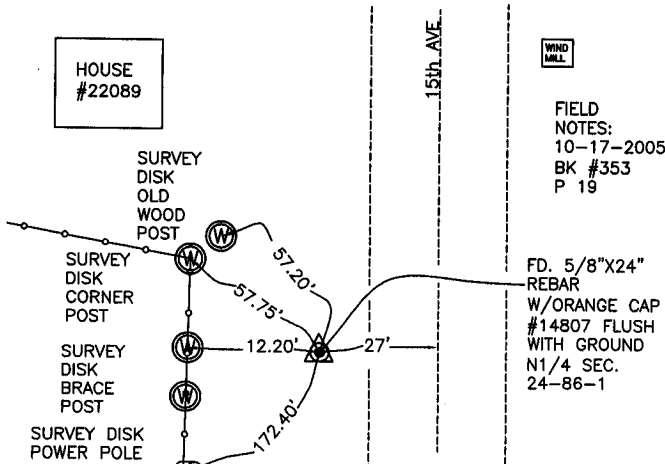 HOUSE
#22089
15th AVE
WIND
MILL
FIELD
NOTES:
10-17-2005
BK #353
P 19
SURVEY
DISK
OLD
WOOD
POST
W
57.20'
SURVEY
DISK
CORNER
POST
W
57.75'
FD. 5/8"X24"
REBAR
W/ORANGE CAP
#14807 FLUSH
WITH GROUND
N1/4 SEC.
24-86-1
SURVEY
DISK
BRACE
POST
W
12.20'
27'
W
172.40'
SURVEY DISK
POWER POLE